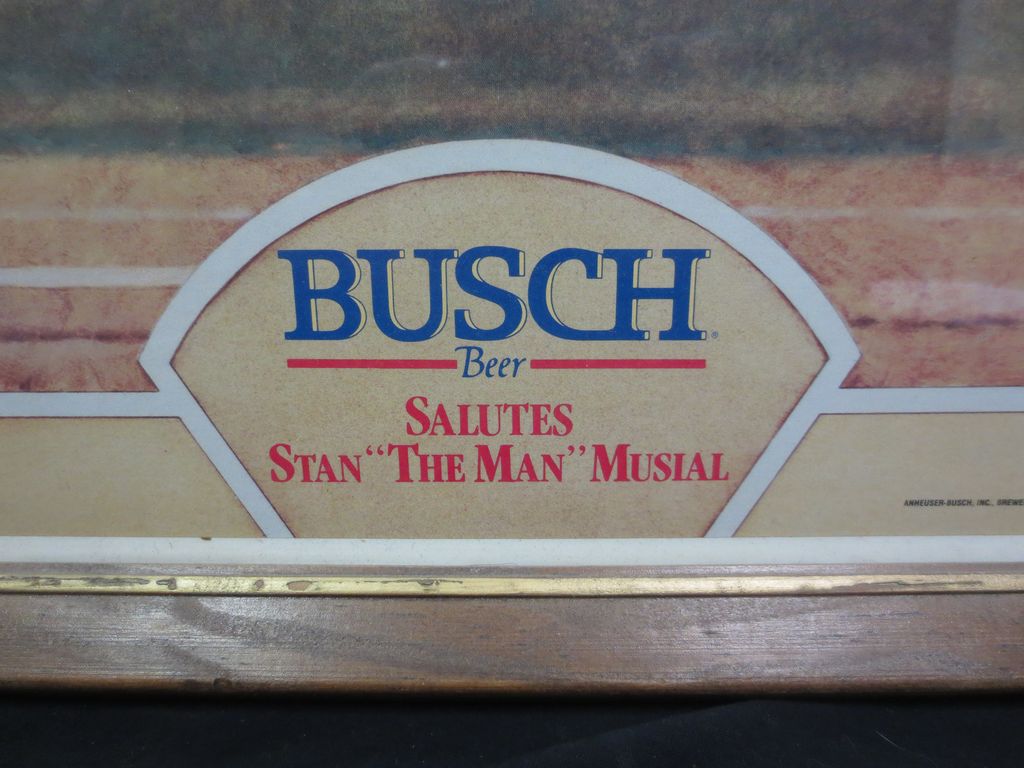 BUSCH®
Beer
SALUTES
STAN "THE MAN" MUSIAL
ANHEUSER-BUSCH, INC.,